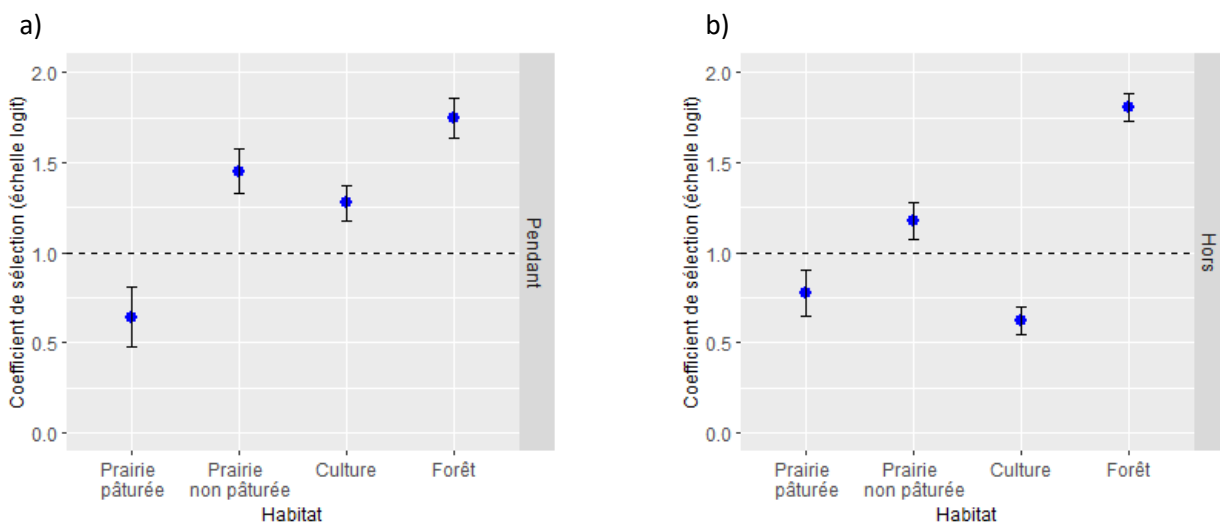 a)
Coefficient de sélection (échelle logit)
2.0
1.5
1.0
0.5
0.0
Prairie
pâturée
Prairie
non pâturée
Culture
Forêt
Habitat
Pendant
b)
Coefficient de sélection (échelle logit)
2.0
1.5
1.0
0.5
0.0
Prairie
pâturée
Prairie
non pâturée
Culture
Forêt
Habitat
Hors